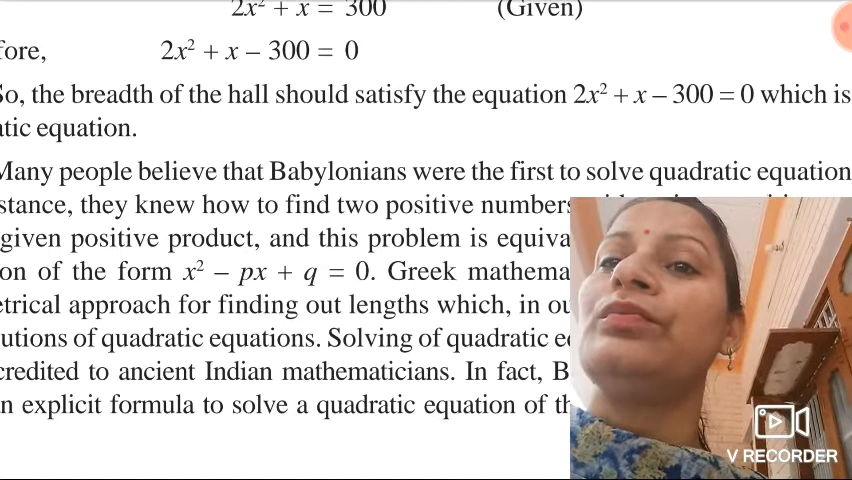 2x² + x = 300 (Given)
fore, 2x² + x – 300 = 0
So, the breadth of the hall should satisfy the equation 2x² + x – 300 = 0 which is
atic equation.
Many people believe that Babylonians were the first to solve quadratic equation
stance, they knew how to find two positive numbers
given positive product, and this problem is equiva
on of the form x² – px + q = 0. Greek mathema
etrical approach for finding out lengths which, in ou
utions of quadratic equations. Solving of quadratic e
credited to ancient Indian mathematicians. In fact, B
n explicit formula to solve a quadratic equation of th
V RECORDER